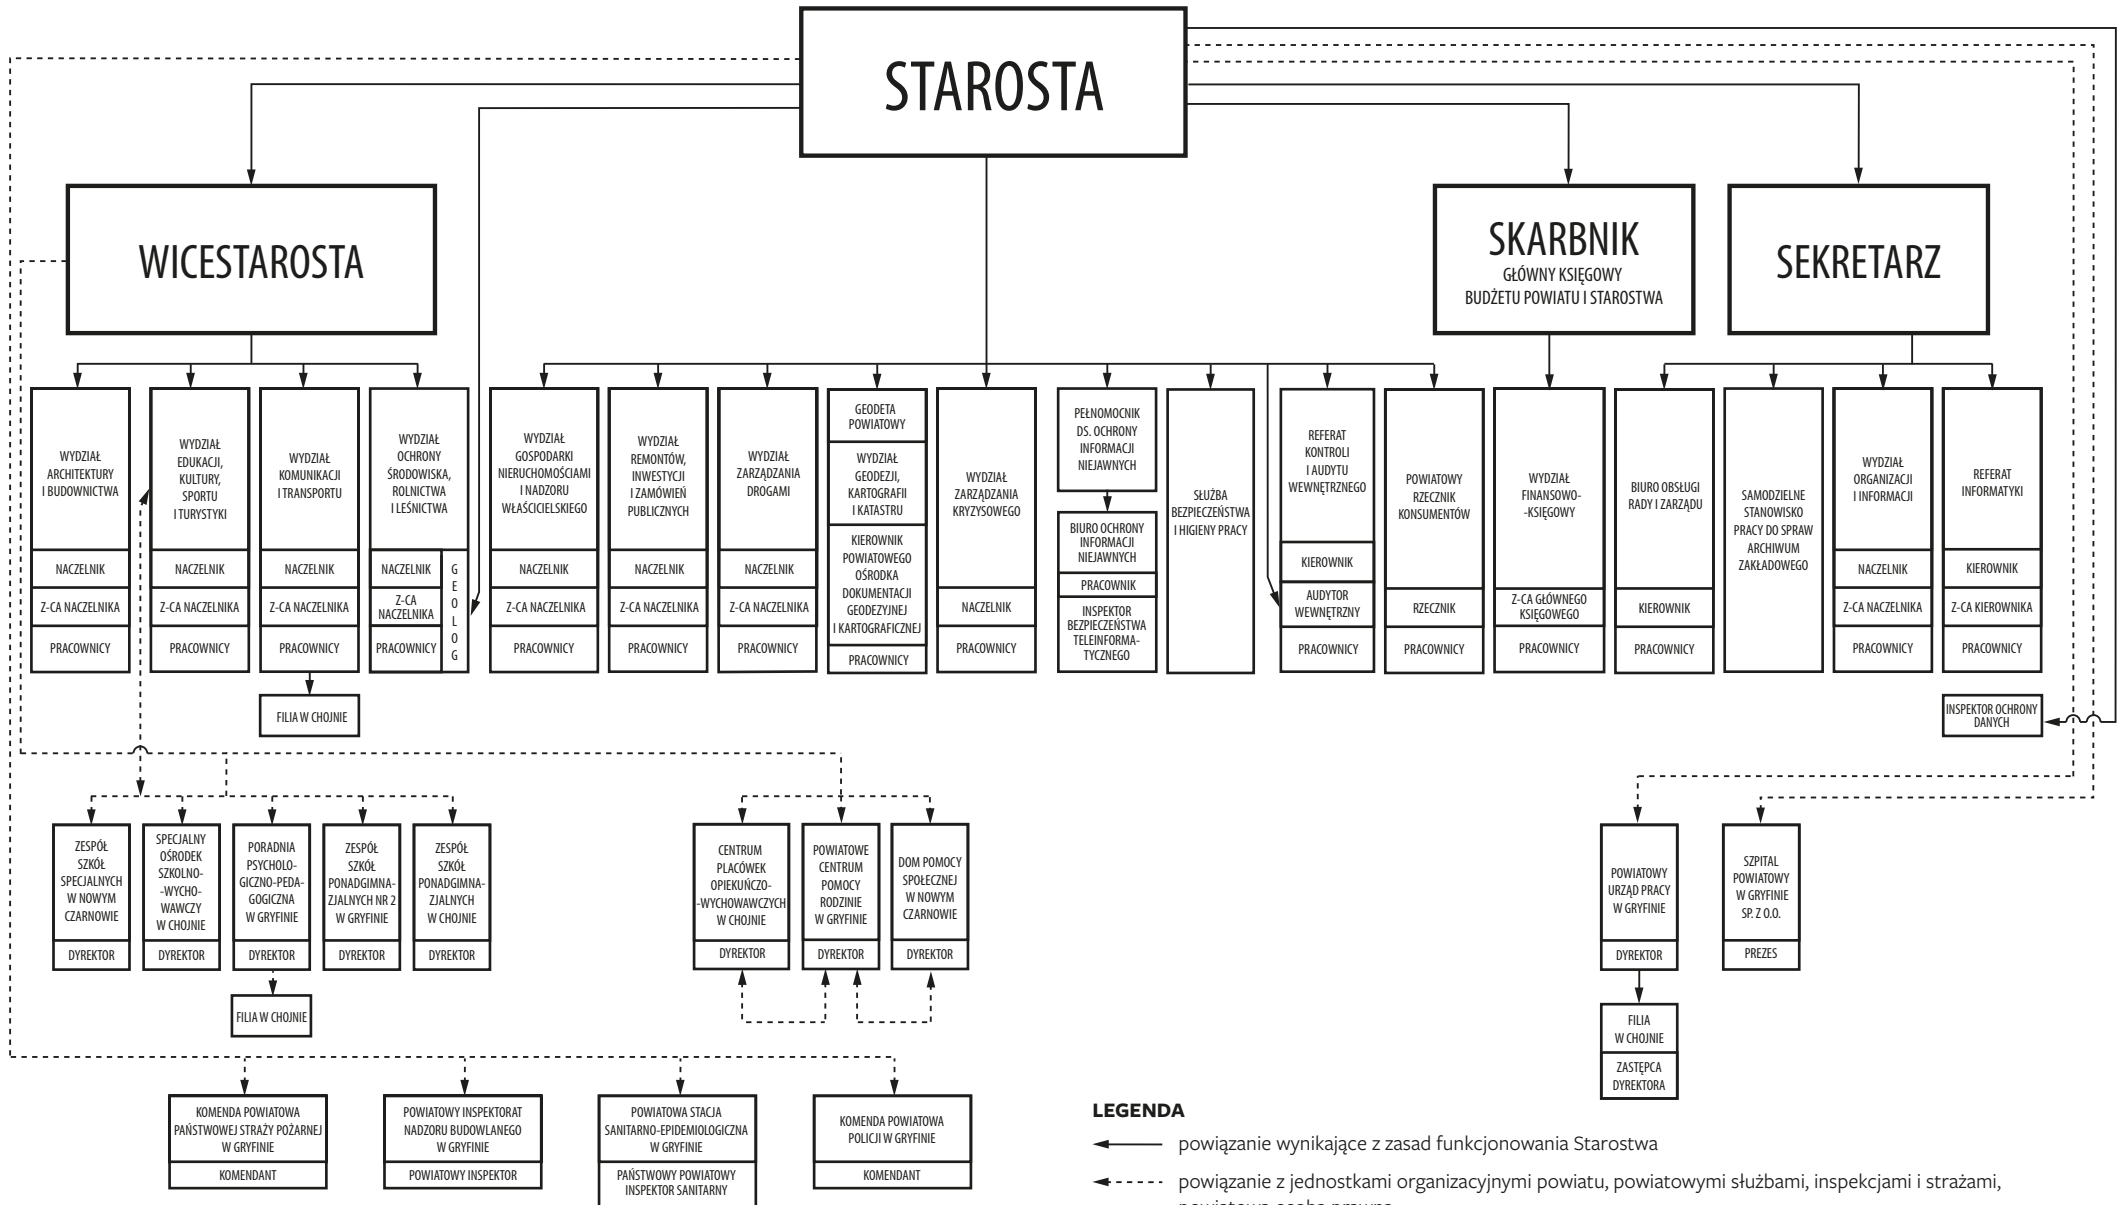 STAROSTA
WICESTAROSTA
SKARBNIK
GŁÓWNY KSIĘGOWY
BUDŻETU POWIATU I STAROSTWA
SEKRETARZ
WYDZIAŁ
ARCHITEKTURY
I BUDOWNICTWA
NACZELNIK
Z-CA NACZELNIKA
PRACOWNICY
WYDZIAŁ
EDUKACJI,
KULTURY,
SPORTU
I TURYSTYKI
NACZELNIK
Z-CA NACZELNIKA
PRACOWNICY
WYDZIAŁ
KOMUNIKACJI
I TRANSPORTU
NACZELNIK
Z-CA NACZELNIKA
PRACOWNICY
FILIA W CHOJNIE
WYDZIAŁ
OCHRONY
ŚRODOWISKA,
ROLNICTWA
I LEŚNICTWA
NACZELNIK
Z-CA
NACZELNIKA
PRACOWNICY
G
E
O
L
O
G
WYDZIAŁ
GOSPODARKI
NIERUCHOMOŚCIAMI
I NADZORU
WŁAŚCICIELSKIEGO
NACZELNIK
Z-CA NACZELNIKA
PRACOWNICY
WYDZIAŁ
REMONTÓW,
INWESTYCJI
I ZAMÓWIEŃ
PUBLICZNYCH
NACZELNIK
Z-CA NACZELNIKA
PRACOWNICY
WYDZIAŁ
ZARZĄDZANIA
DROGAMI
NACZELNIK
Z-CA NACZELNIKA
PRACOWNICY
GEODETA
POWIATOWY
WYDZIAŁ
GEODEZJI,
KARTOGRAFII
I KATASTRU
KIEROWNIK
POWIATOWEGO
OŚRODKA
DOKUMENTACJI
GEODEZYJNEJ
I KARTOGRAFICZNEJ
PRACOWNICY
WYDZIAŁ
ZARZĄDZANIA
KRYZYSOWEGO
NACZELNIK
PRACOWNICY
PEŁNOMOCNIK
DS. OCHRONY
INFORMACJI
NIEJAWNYCH
BIURO OCHRONY
INFORMACJI
NIEJAWNYCH
PRACOWNIK
INSPEKTOR
BEZPIECZEŃSTWA
TELEINFORMA-
TYCZNEGO
SŁUŻBA
BEZPIECZEŃSTWA
I HIGIENY PRACY
REFERAT
KONTROLI
I AUDYTU
WEWNĘTRZNEGO
KIEROWNIK
AUDYTOR
WEWNĘTRZNY
PRACOWNICY
POWIATOWY
RZECZNIK
KONSUMENTÓW
RZECZNIK
PRACOWNICY
WYDZIAŁ
FINANSOWO-
-KSIĘGOWY
Z-CA GŁÓWNEGO
KSIĘGOWEGO
PRACOWNICY
BIURO OBSŁUGI
RADY I ZARZĄDU
KIEROWNIK
PRACOWNICY
SAMODZIELNE
STANOWISKO
PRACY DO SPRAW
ARCHIWUM
ZAKŁADOWEGO
WYDZIAŁ
ORGANIZACJI
I INFORMACJI
NACZELNIK
Z-CA NACZELNIKA
PRACOWNICY
REFERAT
INFORMATYKI
KIEROWNIK
Z-CA KIEROWNIKA
PRACOWNICY
INSPEKTOR OCHRONY
DANYCH
ZESPÓŁ
SZKÓŁ
SPECJALNYCH
W NOWYM
CZARNOWIE
DYREKTOR
SPECJALNY
OŚRODEK
SZKOLNO-
-WYCHO-
WAWCZY
W CHOJNIE
DYREKTOR
PORADNIA
PSYCHOLO-
GICZNO-PEDA-
GOGICZNA
W GRYFINIE
DYREKTOR
FILIA W CHOJNIE
ZESPÓŁ
SZKÓŁ
PONADGIMNA-
ZJALNYCH NR 2
W GRYFINIE
DYREKTOR
ZESPÓŁ
SZKÓŁ
PONADGIMNA-
ZJALNYCH
W CHOJNIE
DYREKTOR
CENTRUM
PLACÓWEK
OPIEKUŃCZO-
-WYCHOWAWCZYCH
W CHOJNIE
DYREKTOR
POWIATOWE
CENTRUM
POMOCY
RODZINIE
W GRYFINIE
DYREKTOR
DOM POMOCY
SPOŁECZNEJ
W NOWYM
CZARNOWIE
DYREKTOR
POWIATOWY
URZĄD PRACY
W GRYFINIE
DYREKTOR
FILIA
W CHOJNIE
ZASTĘPCA
DYREKTORA
SZPITAL
POWIATOWY
W GRYFINIE
SP. Z O.O.
PREZES
KOMENDA POWIATOWA
PAŃSTWOWEJ STRAŻY POŻARNEJ
W GRYFINIE
KOMENDANT
POWIATOWY INSPEKTORAT
NADZORU BUDOWLANEGO
W GRYFINIE
POWIATOWY INSPEKTOR
POWIATOWA STACJA
SANITARNO-EPIDEMIOLOGICZNA
W GRYFINIE
PAŃSTWOWY POWIATOWY
INSPEKTOR SANITARNY
KOMENDA POWIATOWA
POLICJI W GRYFINIE
KOMENDANT
LEGENDA
powiązanie wynikające z zasad funkcjonowania Starostwa
powiązanie z jednostkami organizacyjnymi powiatu, powiatowymi służbami, inspekcjami i strażami,